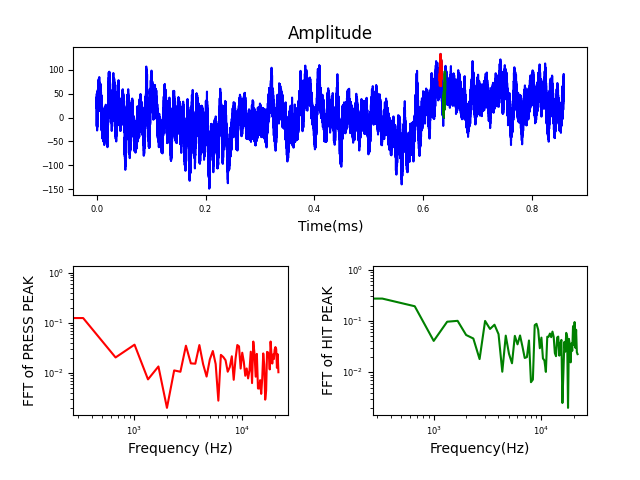 Amplitude
100
50
0
−50
−100
−150
0.0 0.2 0.4 0.6 0.8
Time(ms)
FFT of PRESS PEAK
10⁰
10⁻¹
10⁻²
10³ 10⁴
Frequency (Hz)
FFT of HIT PEAK
10⁰
10⁻¹
10⁻²
10³ 10⁴
Frequency(Hz)